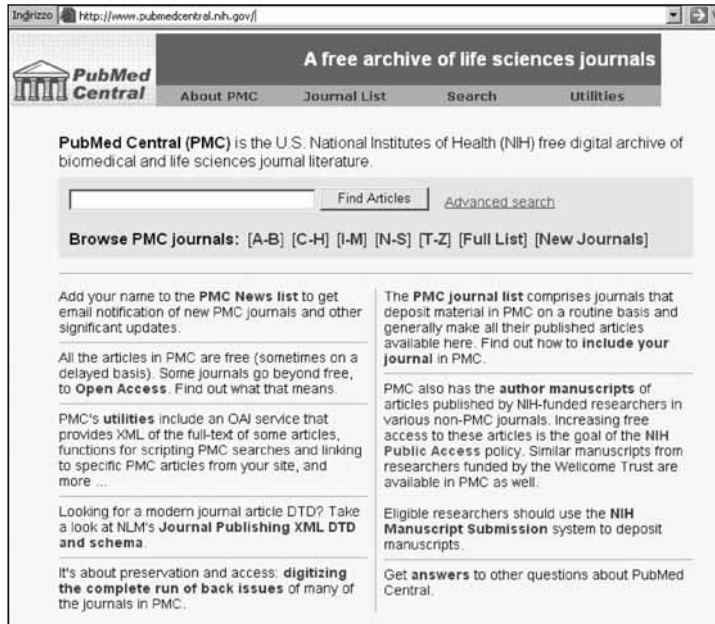 Indirizzo http://www.pubmedcentral.nih.gov/
PubMed
Central
A free archive of life sciences journals
About PMC Journal List Search Utilities
PubMed Central (PMC) is the U.S. National Institutes of Health (NIH) free digital archive of
biomedical and life sciences journal literature.
Find Articles Advanced search
Browse PMC journals: [A-B] [C-H] [I-M] [N-S] [T-Z] [Full List] [New Journals]
Add your name to the PMC News list to get
email notification of new PMC journals and other
significant updates.
All the articles in PMC are free (sometimes on a
delayed basis). Some journals go beyond free,
to Open Access. Find out what that means.
PMC's utilities include an OAI service that
provides XML of the full-text of some articles,
functions for scripting PMC searches and linking
to specific PMC articles from your site, and
more ...
Looking for a modern journal article DTD? Take
a look at NLM's Journal Publishing XML DTD
and schema.
It's about preservation and access: digitizing
the complete run of back issues of many of
the journals in PMC.
The PMC journal list comprises journals that
deposit material in PMC on a routine basis and
generally make all their published articles
available here. Find out how to include your
journal in PMC.
PMC also has the author manuscripts of
articles published by NIH-funded researchers in
various non-PMC journals. Increasing free
access to these articles is the goal of the NIH
Public Access policy. Similar manuscripts from
researchers funded by the Wellcome Trust are
available in PMC as well.
Eligible researchers should use the NIH
Manuscript Submission system to deposit
manuscripts.
Get answers to other questions about PubMed
Central.